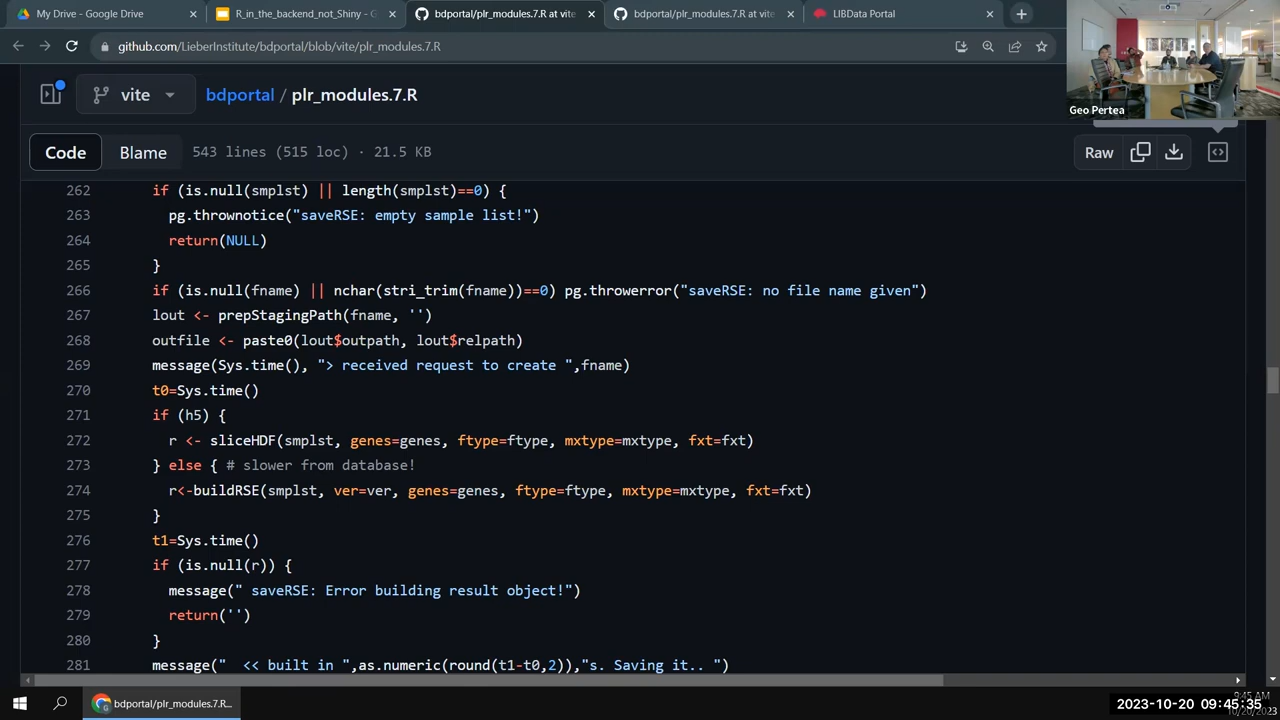 My Drive - Google Drive
R_in_the_backend_not_Shiny - G
bdportal/plr_modules.7.R at vite
bdportal/plr_modules.7.R at vite
LIBData Portal
github.com/LieberInstitute/bdportal/blob/vite/plr_modules.7.R
Geo Pertea
vite
bdportal / plr_modules.7.R
Code Blame 543 lines (515 loc) · 21.5 KB
Raw
262 if (is.null(smplst) || length(smplst)==0) {
263 pg.thrownotice("saveRSE: empty sample list!")
264 return(NULL)
265 }
266 if (is.null(fname) || nchar(stri_trim(fname))==0) pg.throwerror("saveRSE: no file name given")
267 lout <- prepStagingPath(fname, '')
268 outfile <- paste0(lout$outpath, lout$relpath)
269 message(Sys.time(), "> received request to create ",fname)
270 t0=Sys.time()
271 if (h5) {
272 r <- sliceHDF(smplst, genes=genes, ftype=ftype, mxtype=mxtype, fxt=fxt)
273 } else { # slower from database!
274 r<-buildRSE(smplst, ver=ver, genes=genes, ftype=ftype, mxtype=mxtype, fxt=fxt)
275 }
276 t1=Sys.time()
277 if (is.null(r)) {
278 message(" saveRSE: Error building result object!")
279 return('')
280 }
281 message("  << built in ",as.numeric(round(t1-t0,2)),"s. Saving it.. ")
bdportal/plr_modules.7.R...
9:45 AM
2023-10-20 09:45:35
10/20/2023